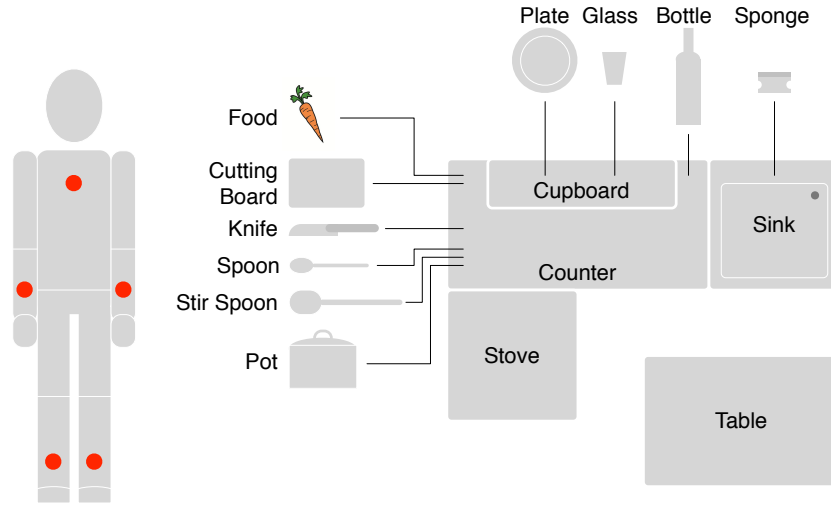 Plate Glass Bottle Sponge
Food
Cutting
Board
Cupboard
Knife
Sink
Spoon
Counter
Stir Spoon
Pot
Stove
Table